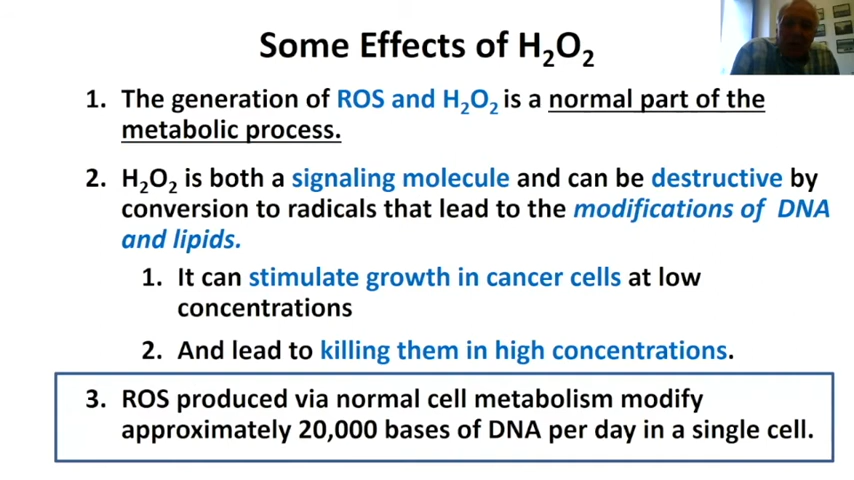 Some Effects of H₂O₂
1. The generation of ROS and H₂O₂ is a normal part of the
metabolic process.
2. H₂O₂ is both a signaling molecule and can be destructive by
conversion to radicals that lead to the modifications of DNA
and lipids.
1. It can stimulate growth in cancer cells at low
concentrations
2. And lead to killing them in high concentrations.
3. ROS produced via normal cell metabolism modify
approximately 20,000 bases of DNA per day in a single cell.